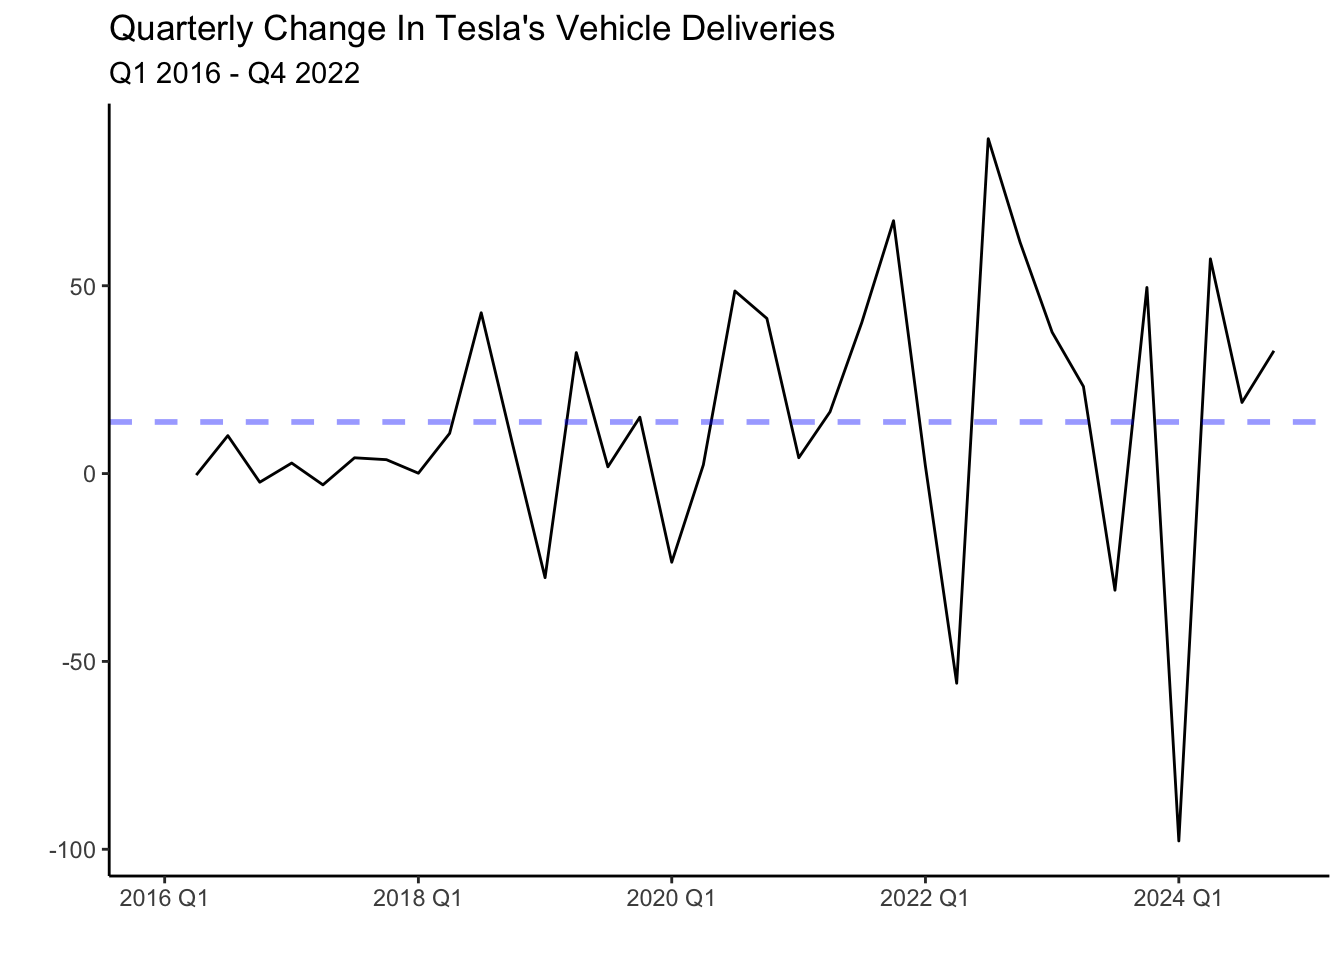 Quarterly Change In Tesla's Vehicle Deliveries
Q1 2016 - Q4 2022
50
0
-50
-100
2016 Q1
2018 Q1
2020 Q1
2022 Q1
2024 Q1